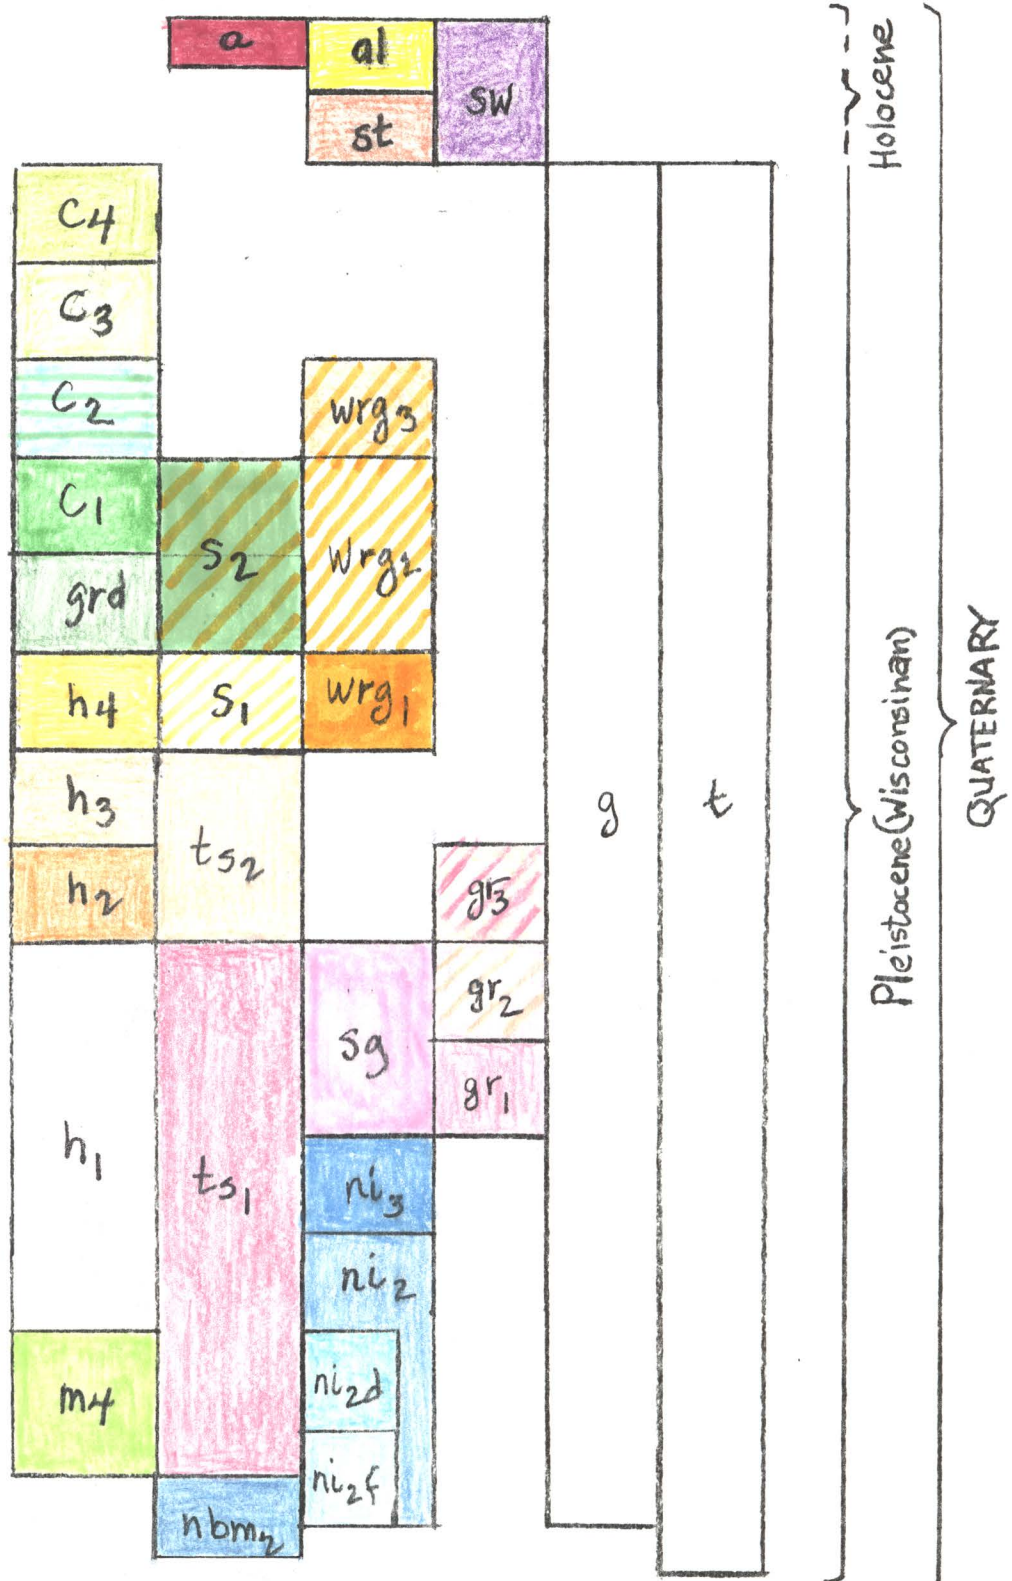 a
al
sw
st
C4
C3
C2
wrg3
C1
S2
Wrg2
grd
h4
S1
wrg1
h3
ts2
h2
gr3
g
t
gr2
sg
gr1
h1
ts1
ni3
ni2
m4
ni2d
ni2f
nbm2
Holocene
Pleistocene (Wisconsinan)
QUATERNARY